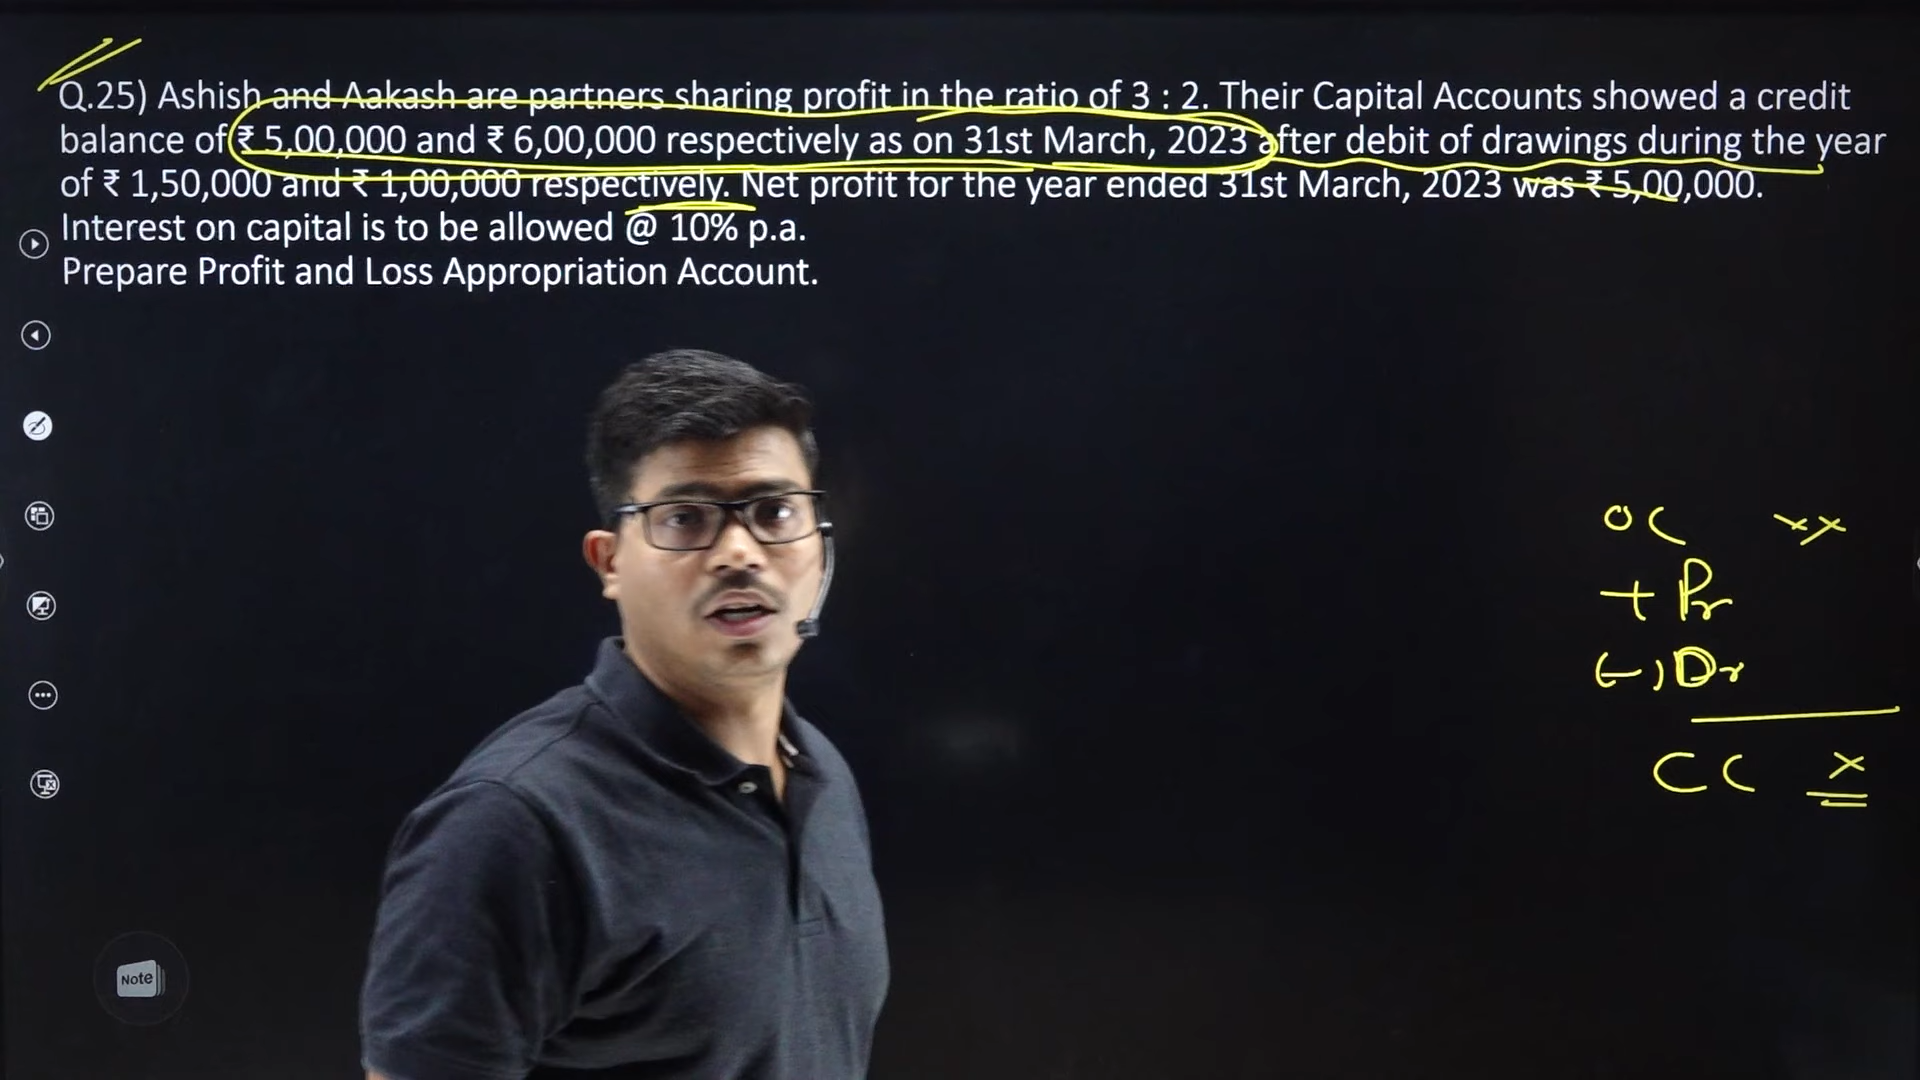 Q.25) Ashish and Aakash are partners sharing profit in the ratio of 3 : 2. Their Capital Accounts showed a credit
balance of ₹ 5,00,000 and ₹ 6,00,000 respectively as on 31st March, 2023 after debit of drawings during the year
of ₹ 1,50,000 and ₹ 1,00,000 respectively. Net profit for the year ended 31st March, 2023 was ₹ 5,00,000.
Interest on capital is to be allowed @ 10% p.a.
Prepare Profit and Loss Appropriation Account.
OC xx
+ Pr
(-) Dr
CC x
Note